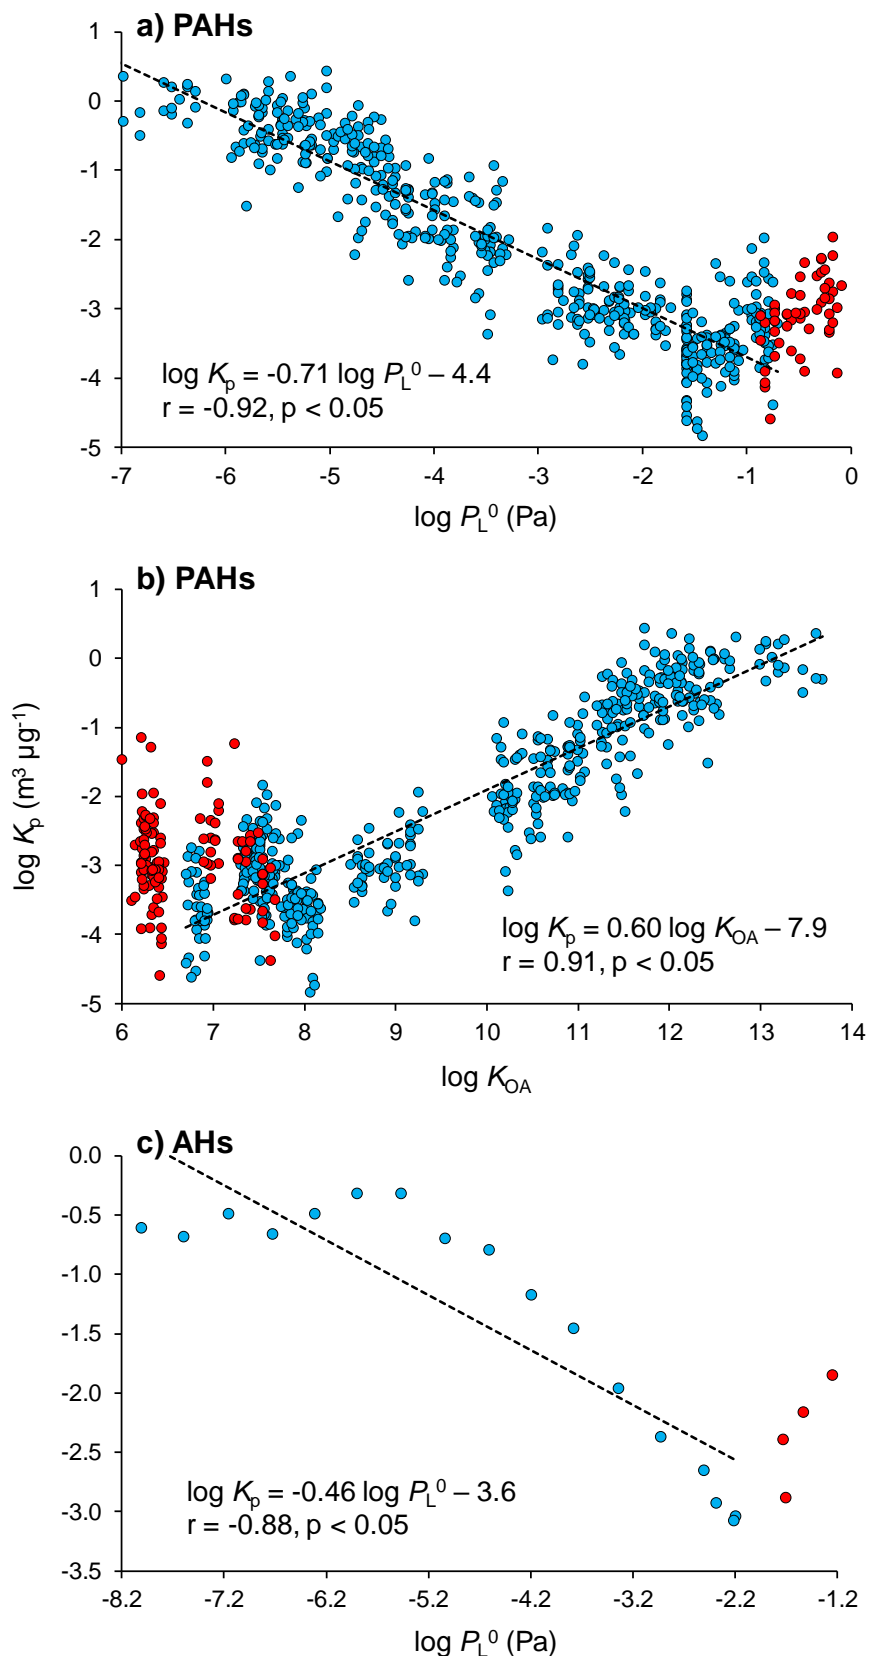 a) PAHs
1
0
-1
-2
-3
-4
-5
log Kp = -0.71 log PL⁰ – 4.4
r = -0.92, p < 0.05
-7 -6 -5 -4 -3 -2 -1 0
log PL⁰ (Pa)
b) PAHs
1
0
-1
-2
-3
-4
-5
log Kp (m³ µg⁻¹)
log Kp = 0.60 log KOA – 7.9
r = 0.91, p < 0.05
6 7 8 9 10 11 12 13 14
log KOA
c) AHs
0.0
-0.5
-1.0
-1.5
-2.0
-2.5
-3.0
-3.5
log Kp = -0.46 log PL⁰ – 3.6
r = -0.88, p < 0.05
-8.2 -7.2 -6.2 -5.2 -4.2 -3.2 -2.2 -1.2
log PL⁰ (Pa)